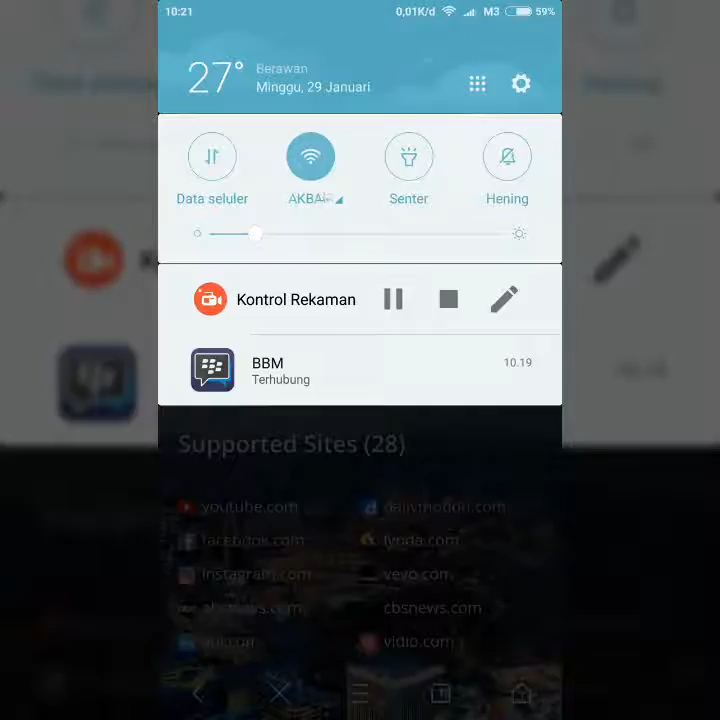 10:21 0,01K/d M3 59%
27° Berawan
Minggu, 29 Januari
Data seluler Senter Hening
Kontrol Rekaman
BBM 10.19
Terhubung
Supported Sites (28)
youtube.com dailymotion.com
facebook.com lynda.com
instagram.com vevo.com
cbsnews.com
vidio.com